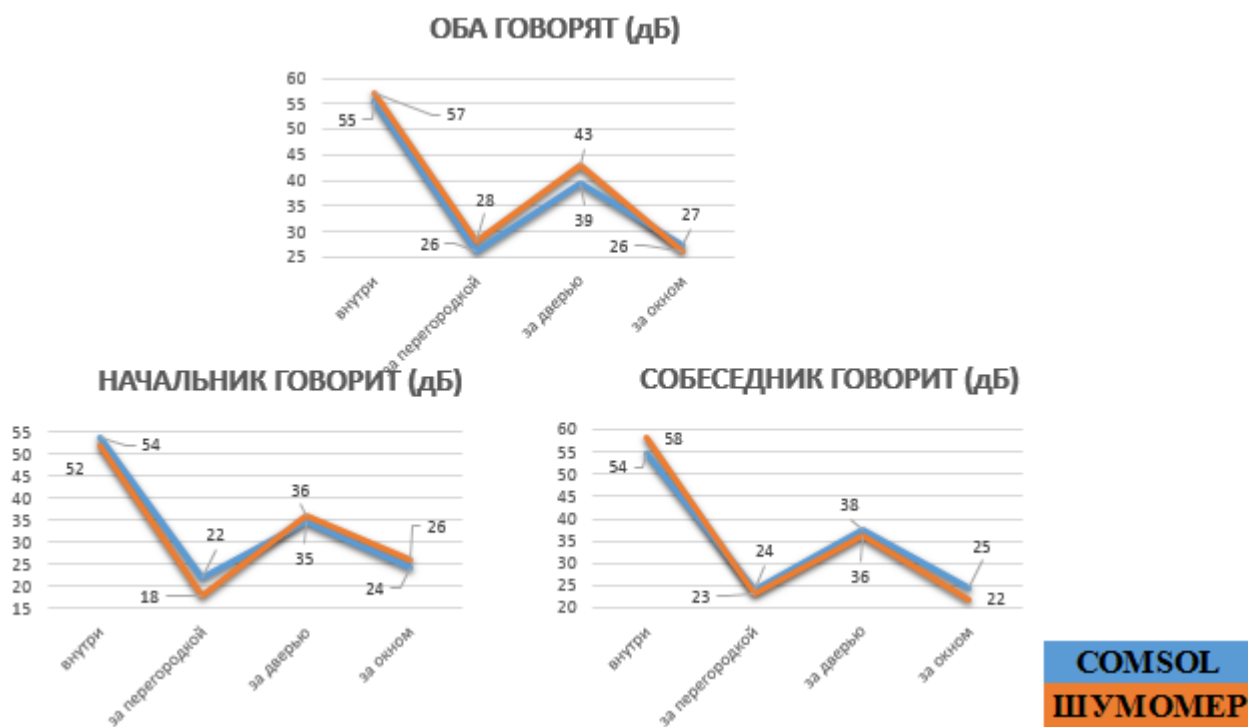 ОБА ГОВОРЯТ (дБ)
60
55
50
45
40
35
30
25
55
57
26
28
43
39
26
27
внутри
за перегородкой
за дверью
за окном
НАЧАЛЬНИК ГОВОРИТ (дБ)
55
50
45
40
35
30
25
20
15
52
54
22
18
36
35
26
24
внутри
за перегородкой
за дверью
за окном
СОБЕСЕДНИК ГОВОРИТ (дБ)
60
55
50
45
40
35
30
25
20
58
54
24
23
38
36
25
22
внутри
за перегородкой
за дверью
за окном
COMSOL
ШУМОМЕР